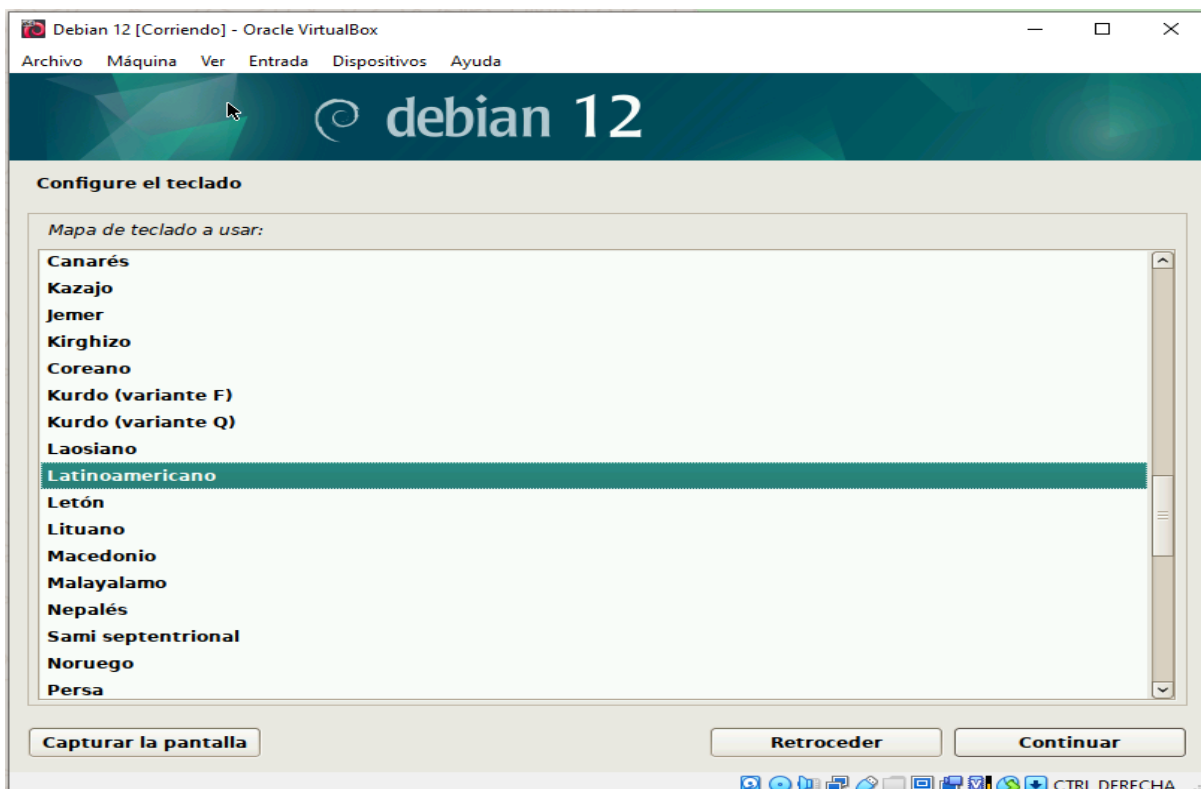 Debian 12 [Corriendo] - Oracle VirtualBox
Archivo Máquina Ver Entrada Dispositivos Ayuda
debian 12
Configure el teclado
Mapa de teclado a usar:
Canarés
Kazajo
Jemer
Kirghizo
Coreano
Kurdo (variante F)
Kurdo (variante Q)
Laosiano
Latinoamericano
Letón
Lituano
Macedonio
Malayalamo
Nepalés
Sami septentrional
Noruego
Persa
Capturar la pantalla Retroceder Continuar
CTRL DERECHA